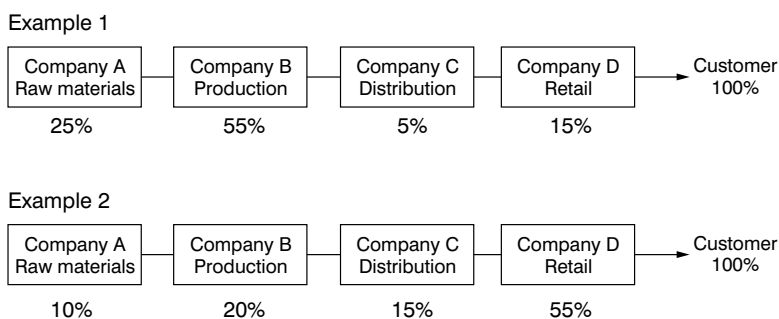 Example 1
Company A
Raw materials
Company B
Production
Company C
Distribution
Company D
Retail
Customer
100%
25%
55%
5%
15%
Example 2
Company A
Raw materials
Company B
Production
Company C
Distribution
Company D
Retail
Customer
100%
10%
20%
15%
55%